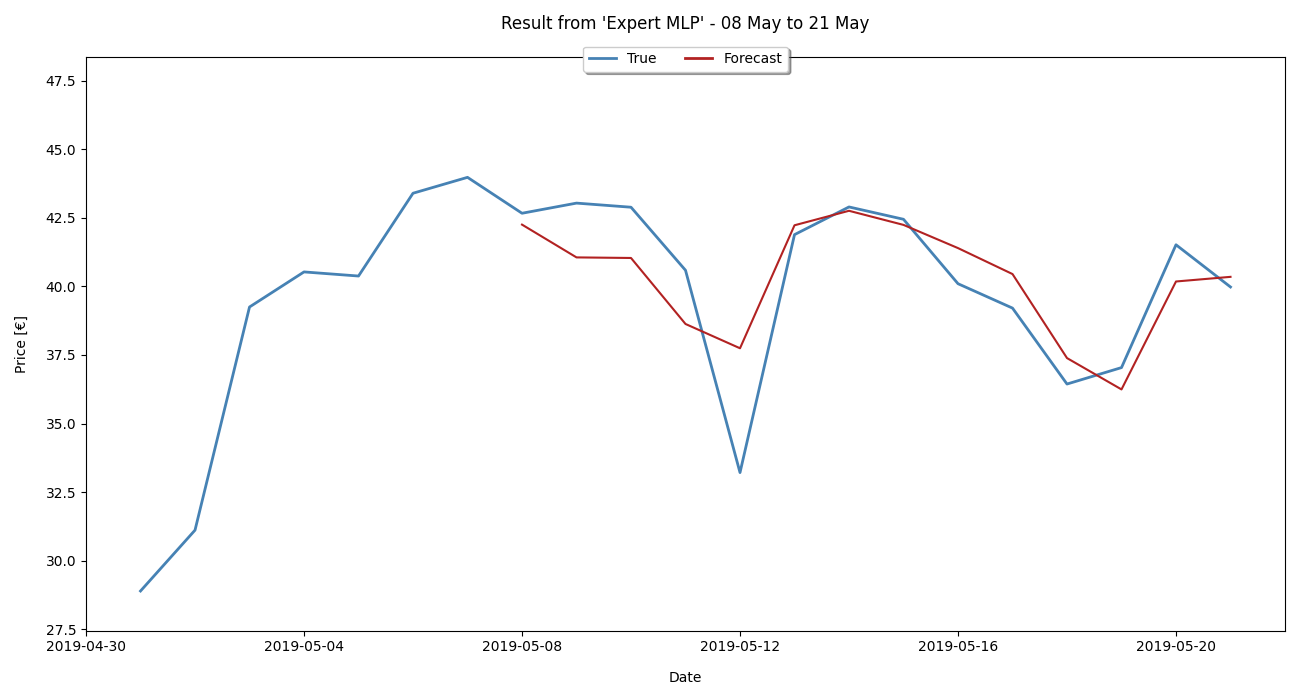 Result from 'Expert MLP' - 08 May to 21 May
True Forecast
47.5
45.0
42.5
40.0
37.5
35.0
32.5
30.0
27.5
Price [€]
2019-04-30 2019-05-04 2019-05-08 2019-05-12 2019-05-16 2019-05-20
Date